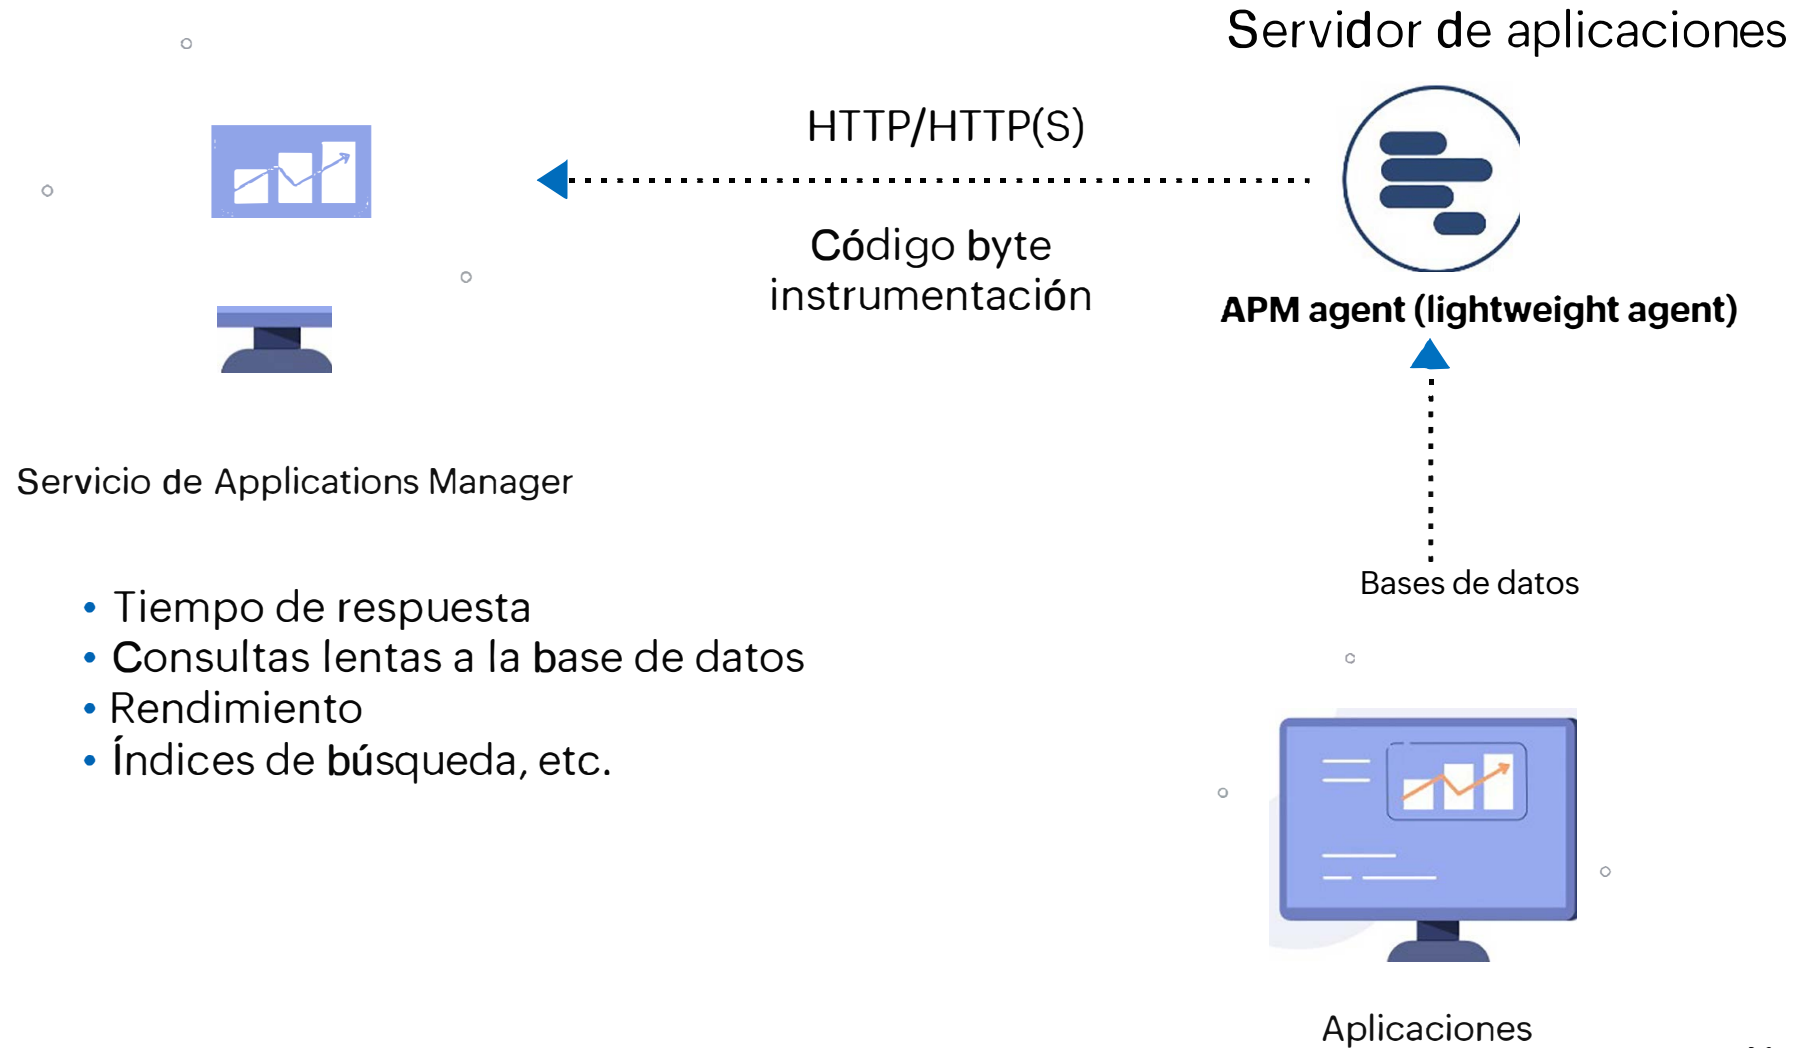 Servidor de aplicaciones
HTTP/HTTP(S)
Código byte
instrumentación
APM agent (lightweight agent)
Servicio de Applications Manager
Bases de datos
• Tiempo de respuesta
• Consultas lentas a la base de datos
• Rendimiento
• Índices de búsqueda, etc.
Aplicaciones